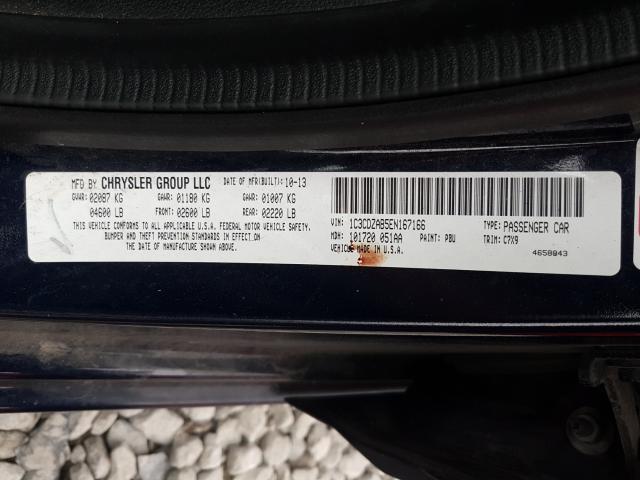 MFD BY CHRYSLER GROUP LLC DATE OF MFR(BUILT): 10-13
GVWR: 02087 KG GAWR: 01180 KG GAWR: 01007 KG
04600 LB FRONT: 02600 LB REAR: 02220 LB
THIS VEHICLE CONFORMS TO ALL APPLICABLE U.S.A. FEDERAL MOTOR VEHICLE SAFETY,
BUMPER AND THEFT PREVENTION STANDARDS IN EFFECT ON
THE DATE OF MANUFACTURE SHOWN ABOVE.
VIN: 1C3CDZAB5EN167166 TYPE: PASSENGER CAR
MDH: 101720 051AA PAINT: PBU TRIM: C7X9
VEHICLE MADE IN U.S.A. 4658043